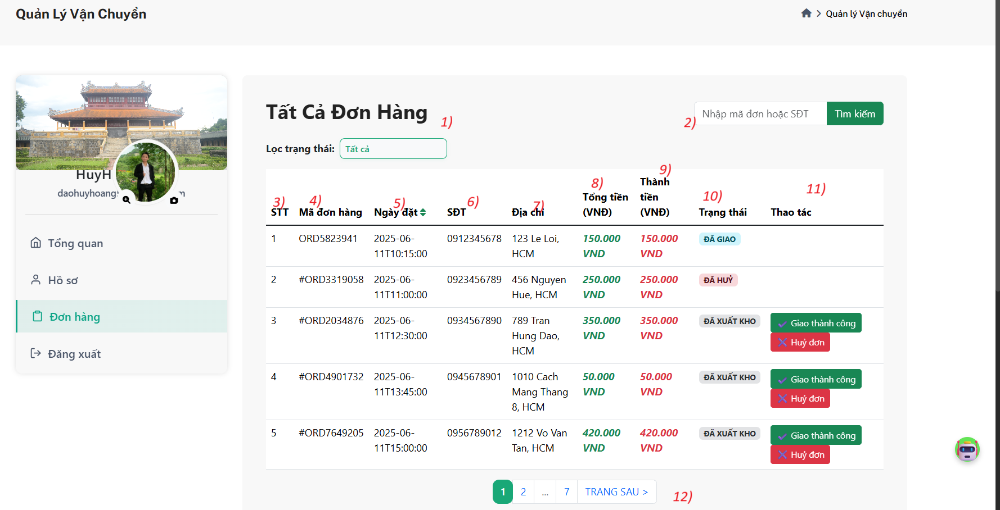 Quản Lý Vận Chuyển
Quản lý Vận chuyển
HuyH
daohuyhoang
Tổng quan
Hồ sơ
Đơn hàng
Đăng xuất
Tất Cả Đơn Hàng
1)
2)
Nhập mã đơn hoặc SĐT
Tìm kiếm
Lọc trạng thái:
Tất cả
3) 4) 5) 6) 7) 8) 9) 10) 11)
STT Mã đơn hàng Ngày đặt SĐT Địa chỉ Tổng tiền (VNĐ) Thành tiền (VNĐ) Trạng thái Thao tác
1 ORD5823941 2025-06-11T10:15:00 0912345678 123 Le Loi, HCM 150.000 VND 150.000 VND ĐÃ GIAO
2 #ORD3319058 2025-06-11T11:00:00 0923456789 456 Nguyen Hue, HCM 250.000 VND 250.000 VND ĐÃ HUỶ
3 #ORD2034876 2025-06-11T12:30:00 0934567890 789 Tran Hung Dao, HCM 350.000 VND 350.000 VND ĐÃ XUẤT KHO Giao thành công Huỷ đơn
4 #ORD4901732 2025-06-11T13:45:00 0945678901 1010 Cach Mang Thang 8, HCM 50.000 VND 50.000 VND ĐÃ XUẤT KHO Giao thành công Huỷ đơn
5 #ORD7649205 2025-06-11T15:00:00 0956789012 1212 Vo Van Tan, HCM 420.000 VND 420.000 VND ĐÃ XUẤT KHO Giao thành công Huỷ đơn
1 2 ... 7 TRANG SAU >
12)